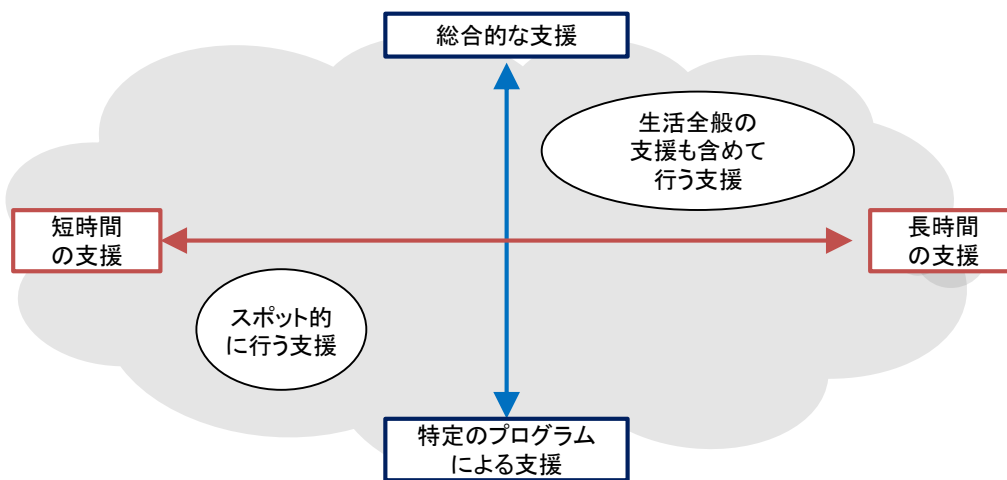 総合的な支援
生活全般の
支援も含めて
行う支援
短時間
の支援
長時間
の支援
スポット的
に行う支援
特定のプログラム
による支援